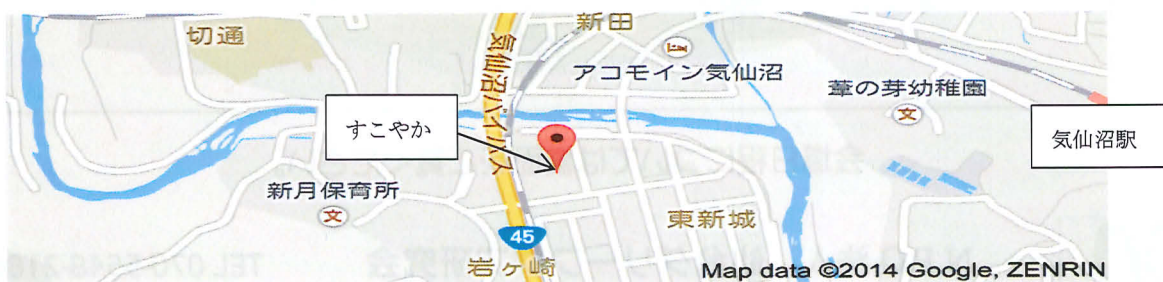 切通
新田
気仙沼バイパス
アコモイン気仙沼
葦の芽幼稚園
文
気仙沼駅
すこやか
新月保育所
文
45
東新城
岩ヶ崎
Map data ©2014 Google, ZENRIN